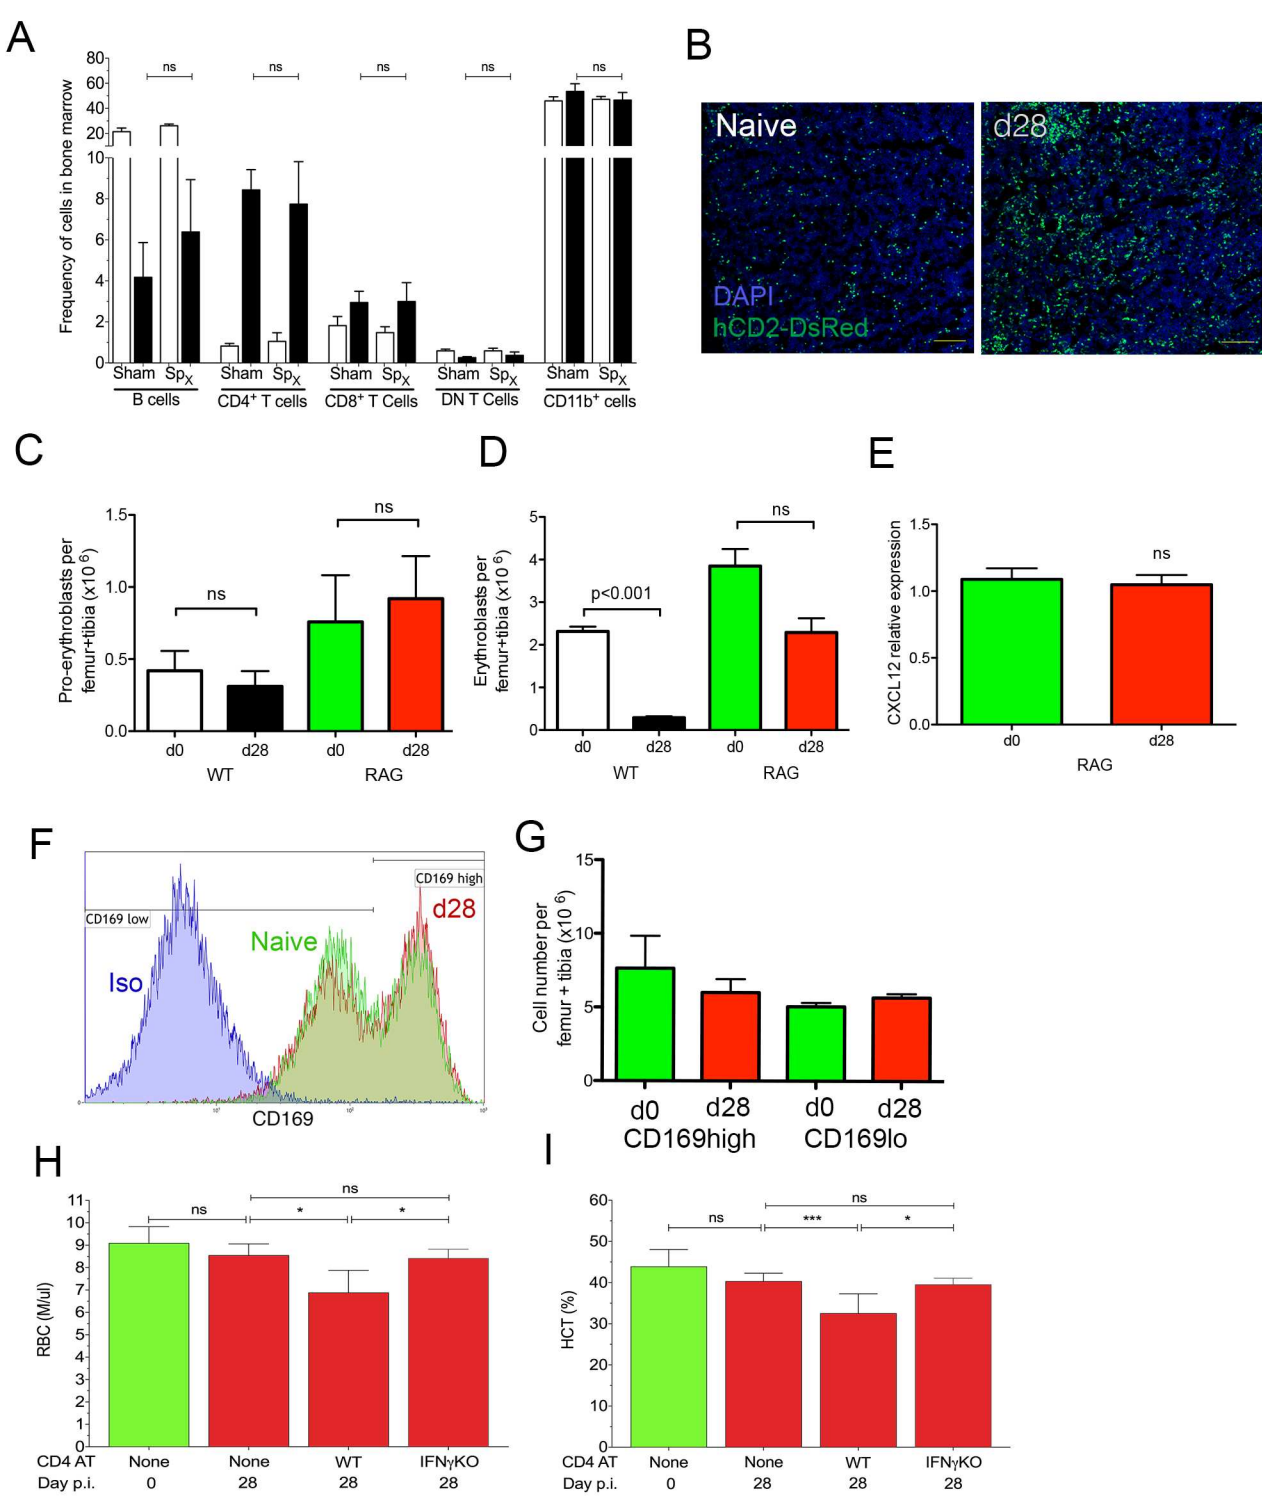 A
Frequency of cells in bone marrow
80
60
40
20
10
8
6
4
2
0
ns ns ns ns ns
Sham SpX Sham SpX Sham SpX Sham SpX Sham SpX
B cells CD4+ T cells CD8+ T Cells DN T Cells CD11b+ cells
B
Naive
DAPI
hCD2-DsRed
d28
C
Pro-erythroblasts per
femur+tibia (x10 6)
1.5
1.0
0.5
0.0
ns
ns
d0 d28 d0 d28
WT RAG
D
Erythroblasts per
femur+tibia (x10 6)
5
4
3
2
1
0
p<0.001
ns
d0 d28 d0 d28
WT RAG
E
CXCL12 relative expression
1.5
1.0
0.5
0.0
ns
d0 d28
RAG
F
CD169 high
CD169 low
d28
Naive
Iso
CD169
G
Cell number per
femur + tibia (x10 6)
15
10
5
0
d0 d28 d0 d28
CD169high CD169lo
H
RBC (M/ul)
11
10
9
8
7
6
5
4
3
2
1
0
ns
ns * *
CD4 AT None None WT IFNγKO
Day p.i. 0 28 28 28
I
HCT (%)
60
50
40
30
20
10
0
ns
ns *** *
None None WT IFNγKO
0 28 28 28